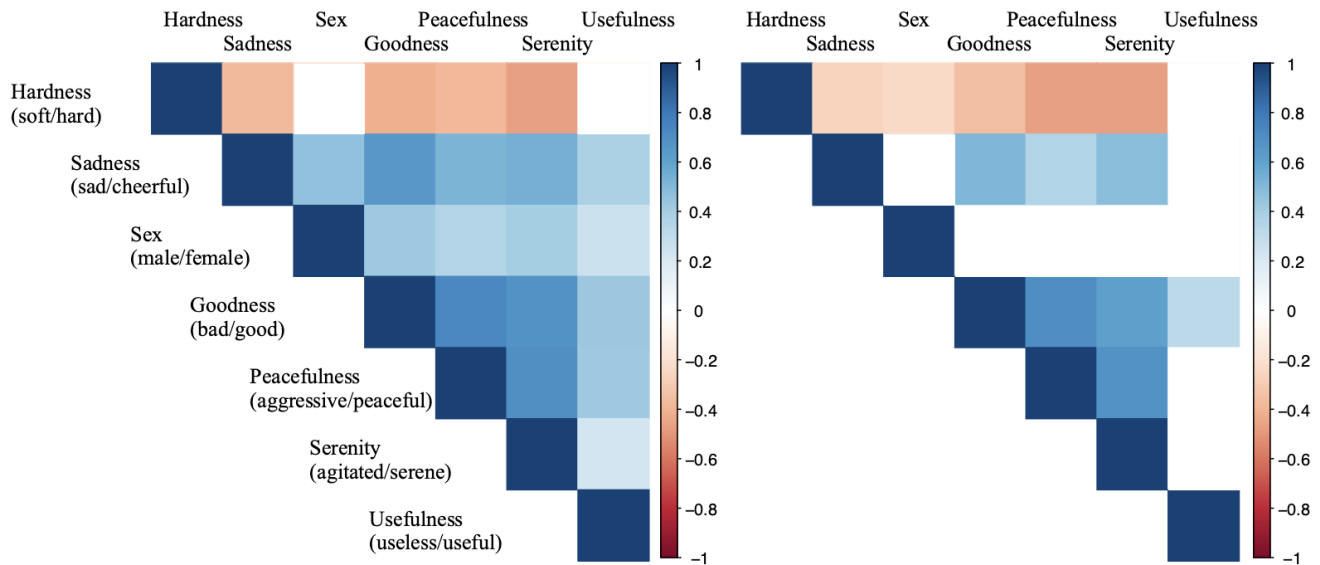 Hardness Sex Peacefulness Usefulness
Sadness Goodness Serenity
Hardness Sex Peacefulness Usefulness
Sadness Goodness Serenity
Hardness
(soft/hard)
Sadness
(sad/cheerful)
Sex
(male/female)
Goodness
(bad/good)
Peacefulness
(aggressive/peaceful)
Serenity
(agitated/serene)
Usefulness
(useless/useful)
1
0.8
0.6
0.4
0.2
0
−0.2
−0.4
−0.6
−0.8
−1
1
0.8
0.6
0.4
0.2
0
−0.2
−0.4
−0.6
−0.8
−1